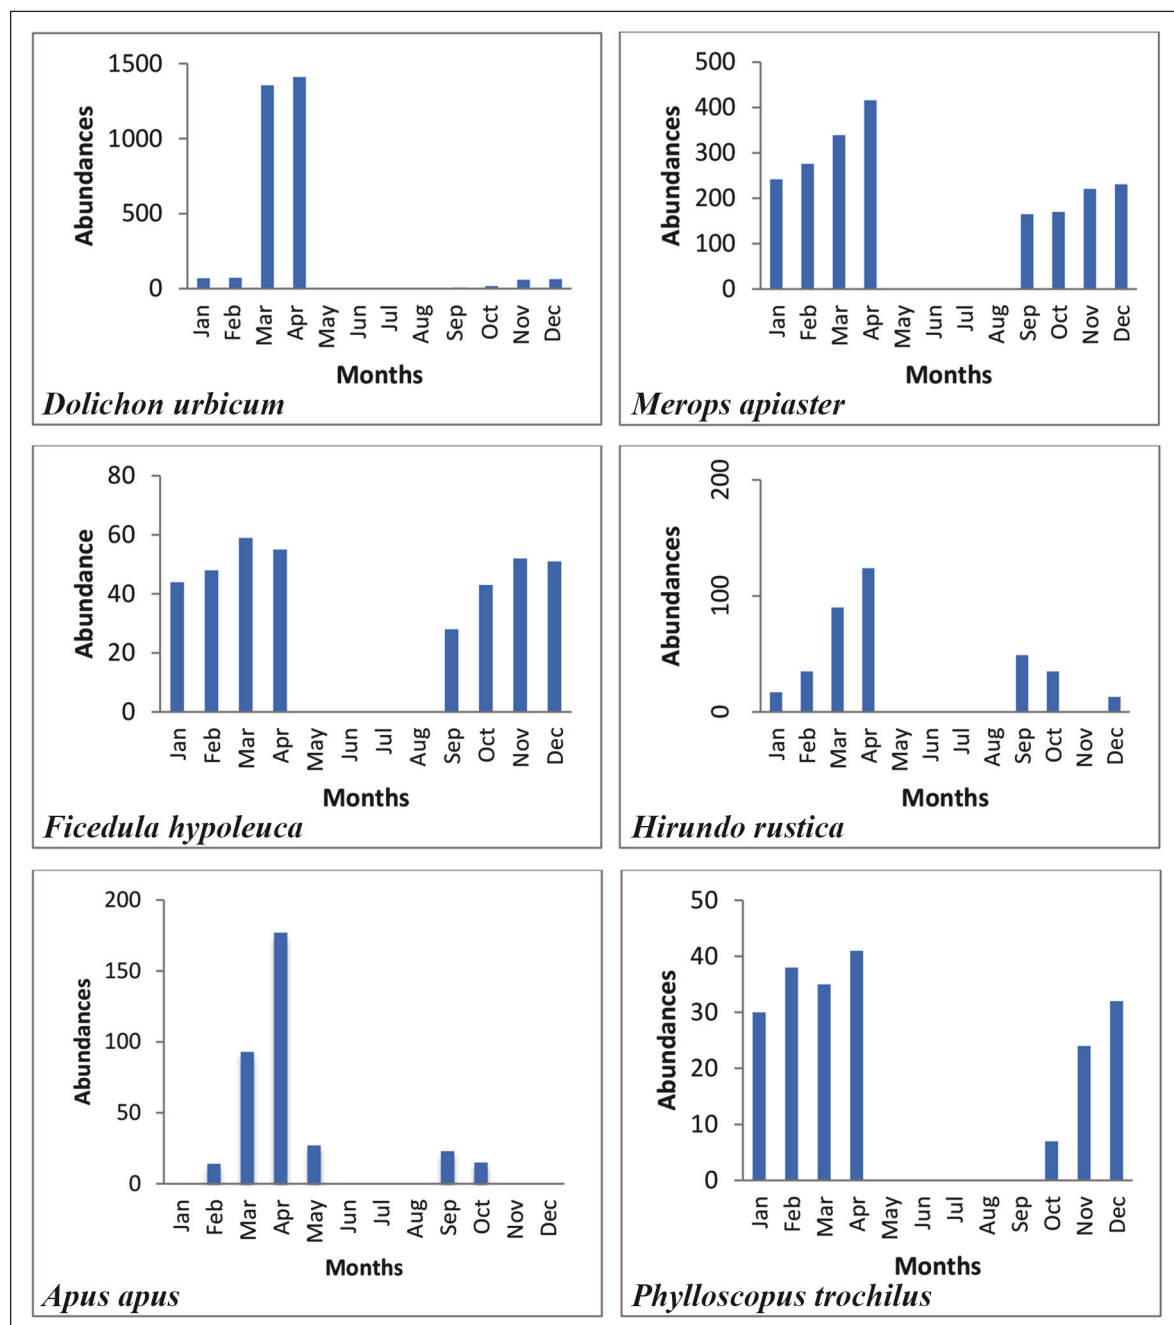 1500
1000
500
0
Abundances
Jan Feb Mar Apr May Jun Jul Aug Sep Oct Nov Dec
Months
Dolichon urbicum
500
400
300
200
100
0
Abundances
Jan Feb Mar Apr May Jun Jul Aug Sep Oct Nov Dec
Months
Merops apiaster
80
60
40
20
0
Abundance
Jan Feb Mar Apr May Jun Jul Aug Sep Oct Nov Dec
Months
Ficedula hypoleuca
200
100
0
Abundances
Jan Feb Mar Apr May Jun Jul Aug Sep Oct Nov Dec
Months
Hirundo rustica
200
150
100
50
0
Abundances
Jan Feb Mar Apr May Jun Jul Aug Sep Oct Nov Dec
Months
Apus apus
50
40
30
20
10
0
Abundances
Jan Feb Mar Apr May Jun Jul Aug Sep Oct Nov Dec
Months
Phylloscopus trochilus